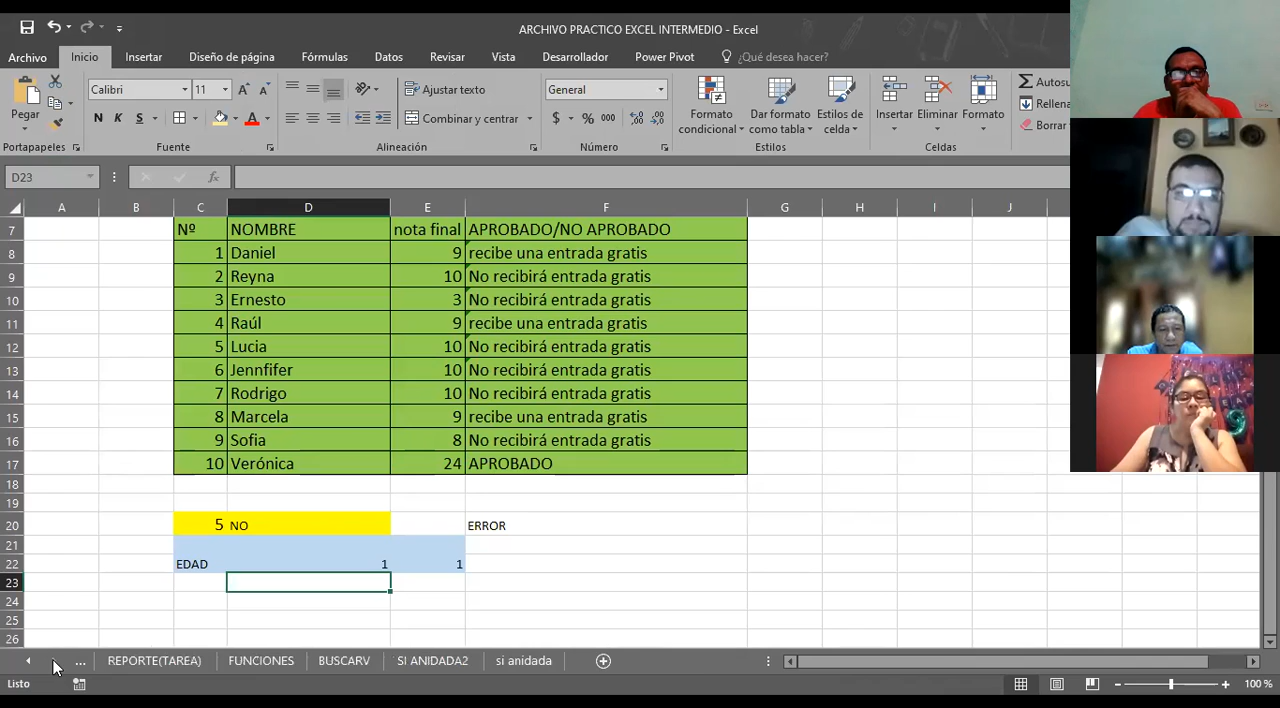 ARCHIVO PRACTICO EXCEL INTERMEDIO - Excel
Archivo Inicio Insertar Diseño de página Fórmulas Datos Revisar Vista Desarrollador Power Pivot ¿Qué desea hacer?
Pegar
Calibri 11
N K S
Ajustar texto
Combinar y centrar
General
$ % 000
Formato condicional
Dar formato como tabla
Estilos de celda
Insertar Eliminar Formato
Autosu
Rellena
Borrar
Portapapeles Fuente Alineación Número Estilos Celdas
D23 fx
A B C D E F G H I J
7 Nº NOMBRE nota final APROBADO/NO APROBADO
8 1 Daniel 9 recibe una entrada gratis
9 2 Reyna 10 No recibirá entrada gratis
10 3 Ernesto 3 No recibirá entrada gratis
11 4 Raúl 9 recibe una entrada gratis
12 5 Lucia 10 No recibirá entrada gratis
13 6 Jennfifer 10 No recibirá entrada gratis
14 7 Rodrigo 10 No recibirá entrada gratis
15 8 Marcela 9 recibe una entrada gratis
16 9 Sofia 8 No recibirá entrada gratis
17 10 Verónica 24 APROBADO
18
19
20 5 NO ERROR
21
22 EDAD 1 1
23
24
25
26
... REPORTE(TAREA) FUNCIONES BUSCARV SI ANIDADA2 si anidada
Listo 100 %